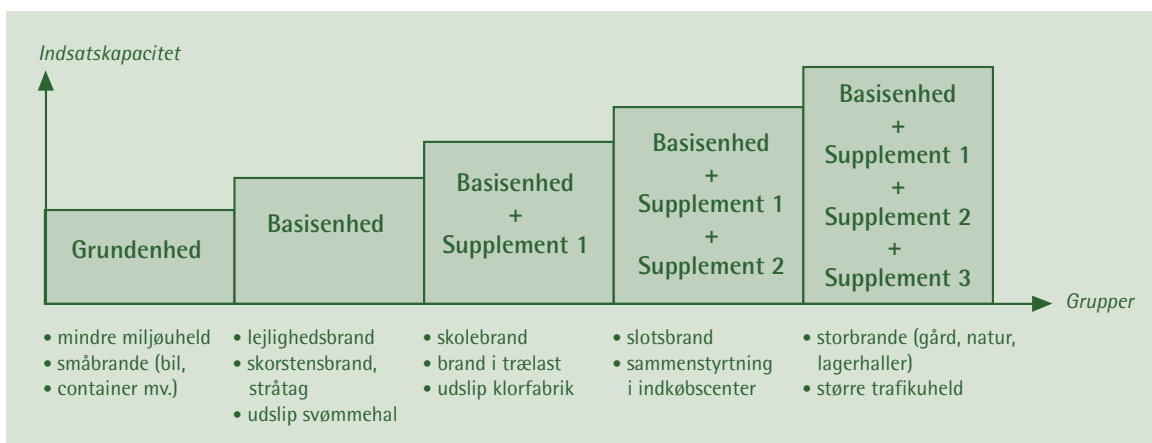 Indsatskapacitet
Grundenhed
Basisenhed
Basisenhed
+
Supplement 1
Basisenhed
+
Supplement 1
+
Supplement 2
Basisenhed
+
Supplement 1
+
Supplement 2
+
Supplement 3
Grupper
• mindre miljøuheld
• småbrande (bil,
• container mv.)
• lejlighedsbrand
• skorstensbrand,
stråtag
• udslip svømmehal
• skolebrand
• brand i trælast
• udslip klorfabrik
• slotsbrand
• sammenstyrtning
i indkøbscenter
• storbrande (gård, natur,
lagerhaller)
• større trafikuheld